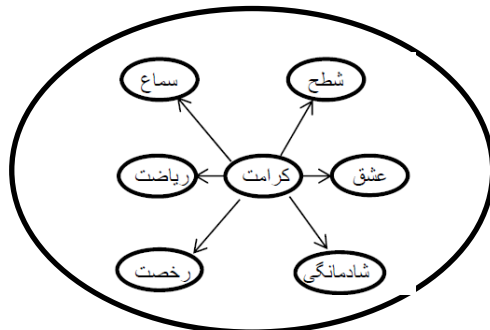 شطح
سماع
عشق
کرامت
ریاضت
شادمانگی
رخصت